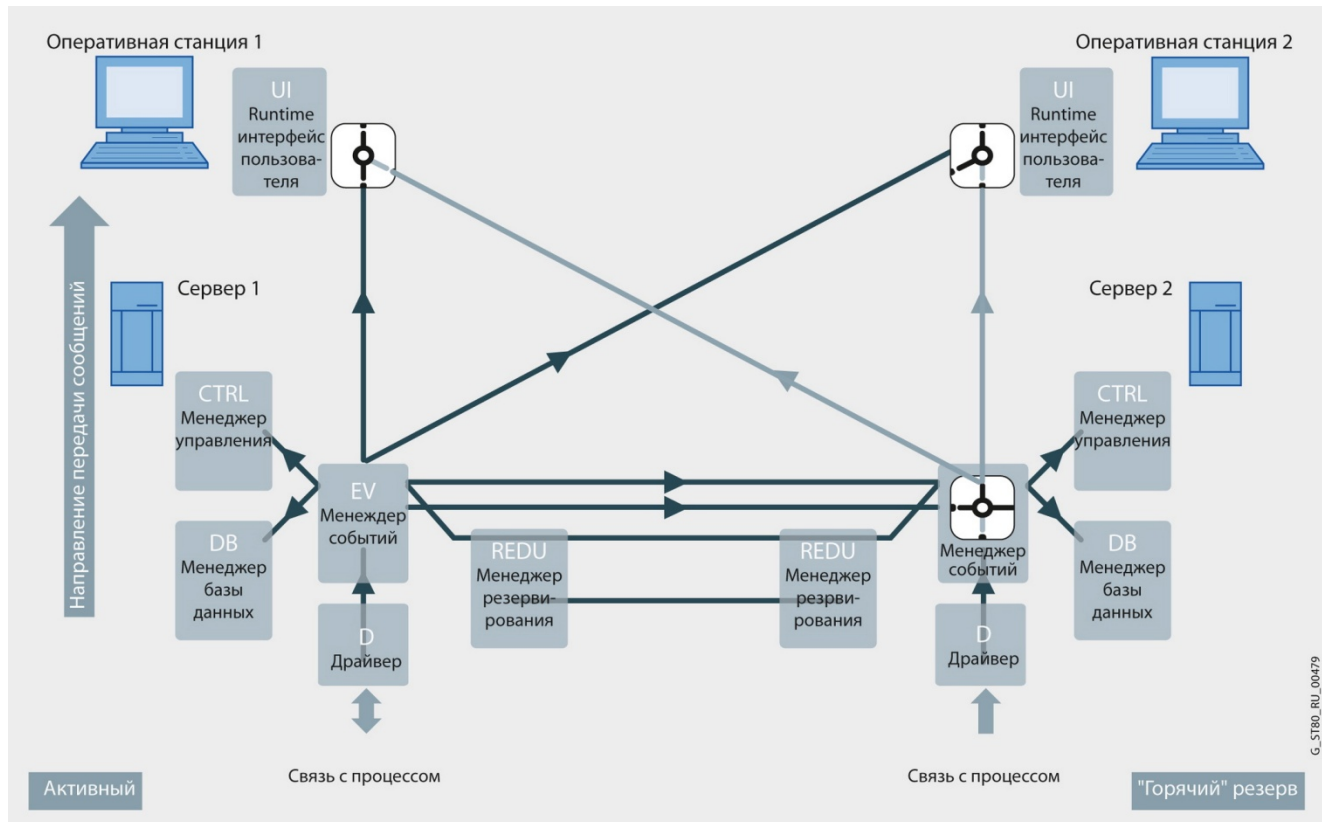 Оперативная станция 1
Оперативная станция 2
UI
Runtime
интерфейс
пользова-
теля
UI
Runtime
интерфейс
пользова-
теля
Направление передачи сообщений
Сервер 1
Сервер 2
CTRL
Менеджер
управления
CTRL
Менеджер
управления
EV
Менеждер
событий
Менеджер
событий
DB
Менеджер
базы
данных
REDU
Менеджер
резерви-
рования
REDU
Менеджер
резрви-
рования
DB
Менеджер
базы
данных
D
Драйвер
D
Драйвер
G_ST80_RU_00479
Связь с процессом
Связь с процессом
Активный
"Горячий" резерв